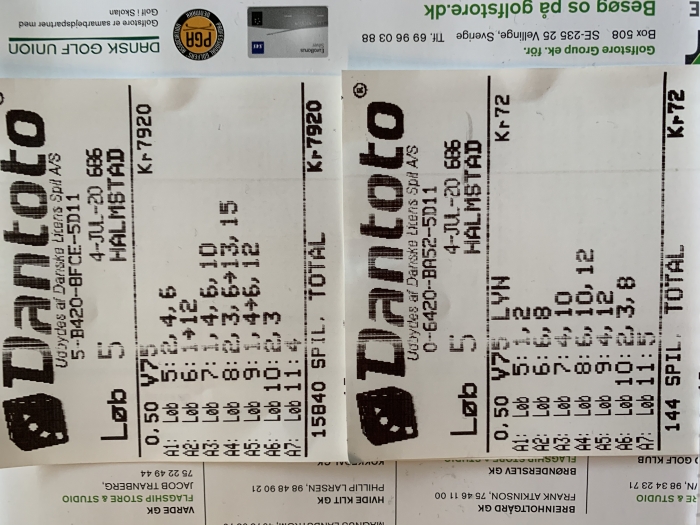 Dantoto®
Udbydes af Danske Licens Spil A/S
5-B420-BFCE-5D11
4-JUL-20 686
Løb 5 HALMSTAD
0,50 V75 Kr7920
A1: Løb 5: 2,4,6
A2: Løb 6: 1→12
A3: Løb 7: 1,4,6,10
A4: Løb 8: 2,3,6→13,15
A5: Løb 9: 1,4→6,12
A6: Løb 10: 2,3
A7: Løb 11: 4
15840 SPIL, TOTAL Kr7920
Dantoto®
Udbydes af Danske Licens Spil A/S
0-6420-BA52-5D11
4-JUL-20 686
Løb 5 HALMSTAD
0,50 V75 LYN Kr72
A1: Løb 5: 1,2
A2: Løb 6: 6,8
A3: Løb 7: 4,10
A4: Løb 8: 6,10,12
A5: Løb 9: 4,12
A6: Løb 10: 2,3,8
A7: Løb 11: 5
144 SPIL, TOTAL Kr72
Besøg os på golfstore.dk
Golfstore Group ek. för.
Box 508 SE-235 25 Vellinge, Sverige Tlf. 69 96 03 88
PGA
DANSK GOLF UNION
Golfstore er samarbejdspartner med
Golf i Skolen
BREINHOLTGÅRD GK
FRANK ATKINSON, 75 46 11 00
BRØNDERSLEV GK
HVIDE KLIT GK
PHILLIP LARSEN, 98 48 90 21
VARDE GK
FLAGSHIP STORE & STUDIO
JACOB TRANBERG,
75 22 49 44